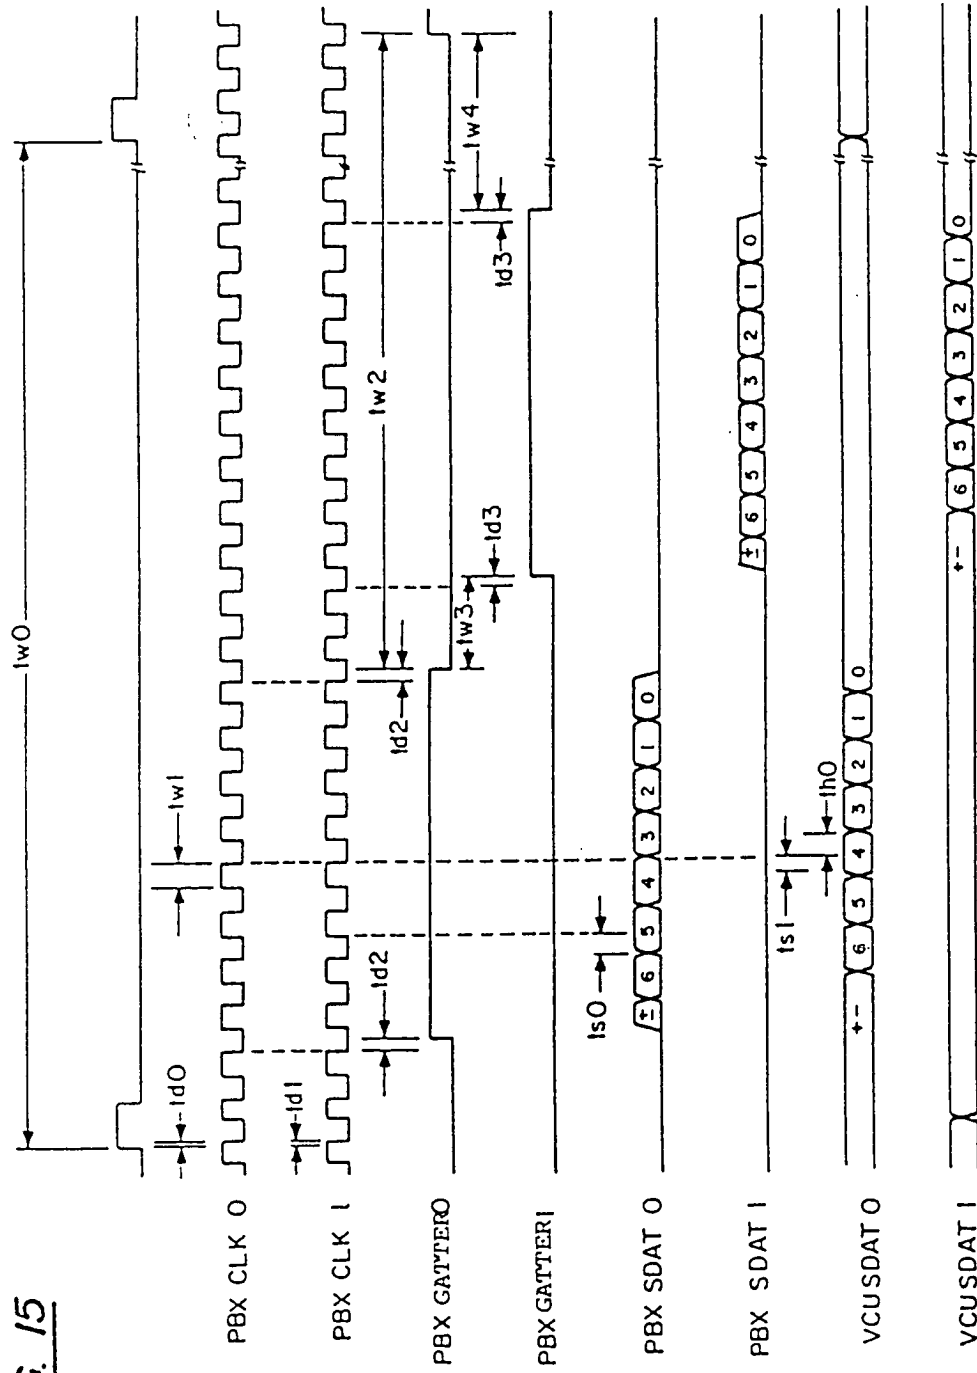 G. 15
tw0
td0
tw1
PBX CLK 0
td1
PBX CLK 1
td2
td2
tw2
PBX GATTER0
tw3
td3
td3
tw4
PBX GATTER1
ts0
PBX SDAT 0
± 6 5 4 3 2 1 0
PBX SDAT 1
± 6 5 4 3 2 1 0
ts1
th0
VCU SDAT 0
+- 6 5 4 3 2 1 0
VCU SDAT 1
+- 6 5 4 3 2 1 0